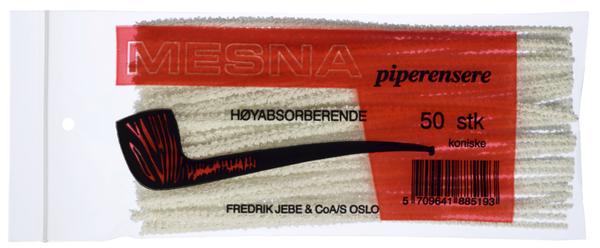 MESNA
piperensere
HØYABSORBERENDE
50 stk
koniske
5 709641 885193
FREDRIK JEBE & CoA/S OSLO